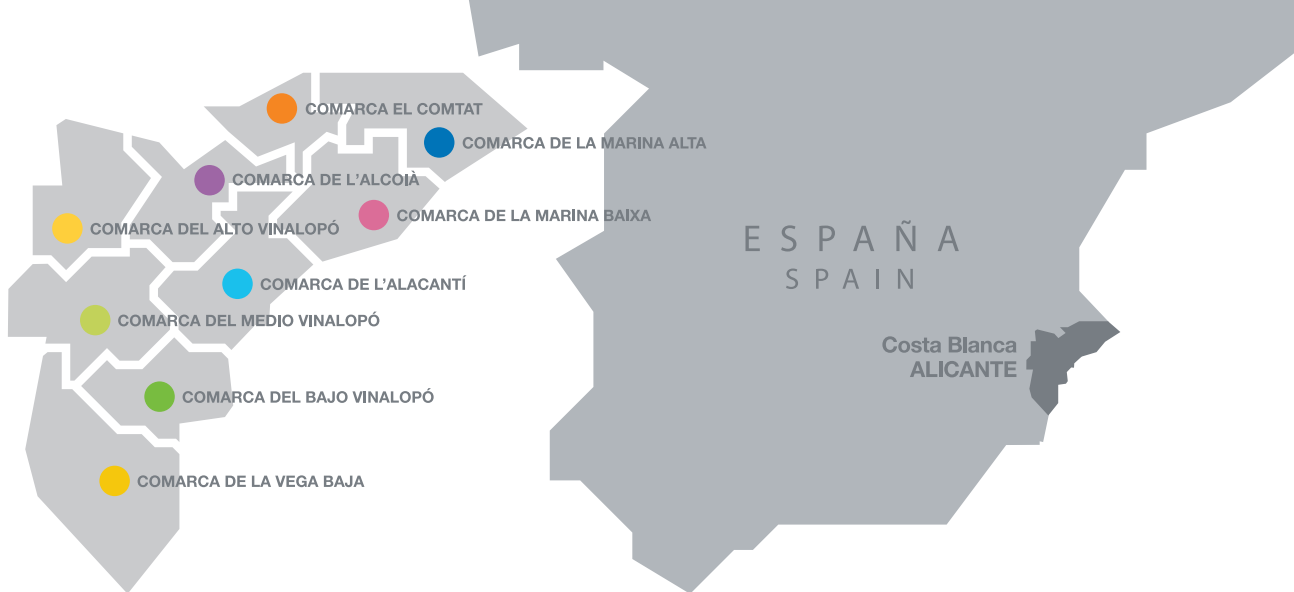 COMARCA EL COMTAT
COMARCA DE LA MARINA ALTA
COMARCA DE L'ALCOIÀ
COMARCA DE LA MARINA BAIXA
COMARCA DEL ALTO VINALOPÓ
COMARCA DE L'ALACANTÍ
COMARCA DEL MEDIO VINALOPÓ
COMARCA DEL BAJO VINALOPÓ
COMARCA DE LA VEGA BAJA
ESPAÑA
SPAIN
Costa Blanca
ALICANTE